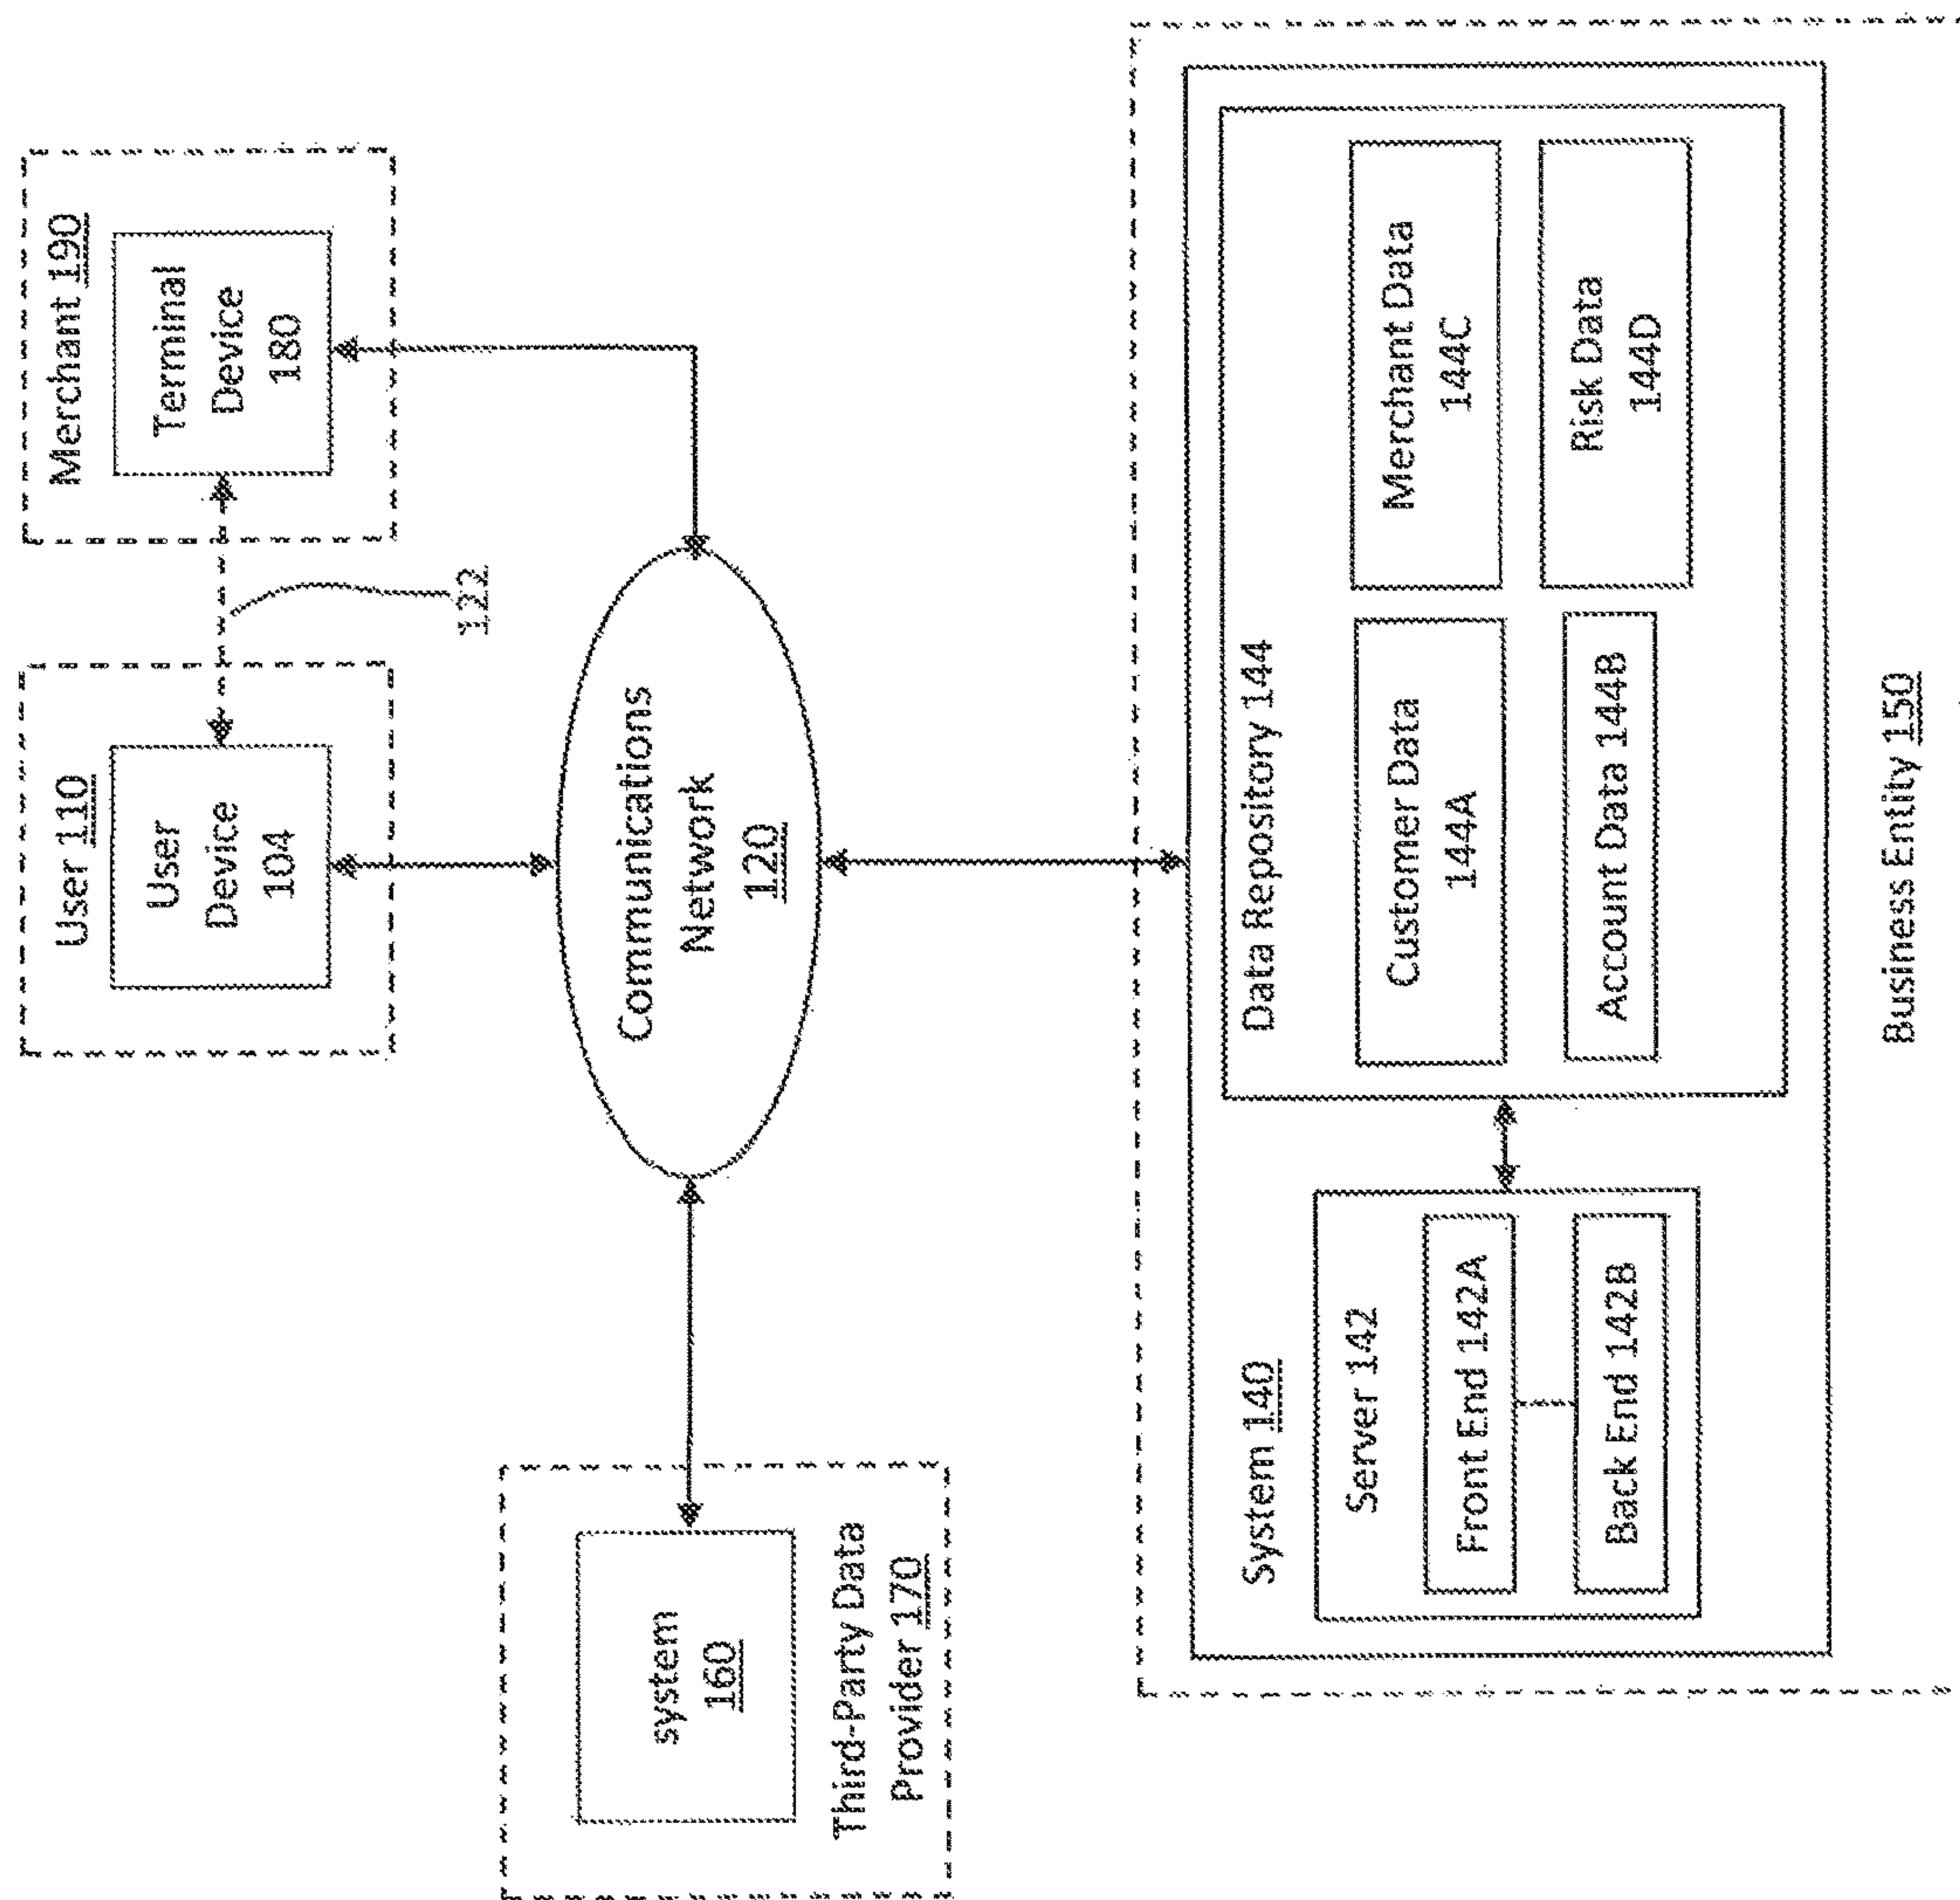 User 110
User
Device
104
Merchant 190
Terminal
Device
180
122
Communications
Network
120
system
160
Third-Party Data
Provider 170
System 140
Server 142
Front End 142A
Back End 142B
Data Repository 144
Customer Data
144A
Account Data 144B
Merchant Data
144C
Risk Data
144D
Business Entity 150